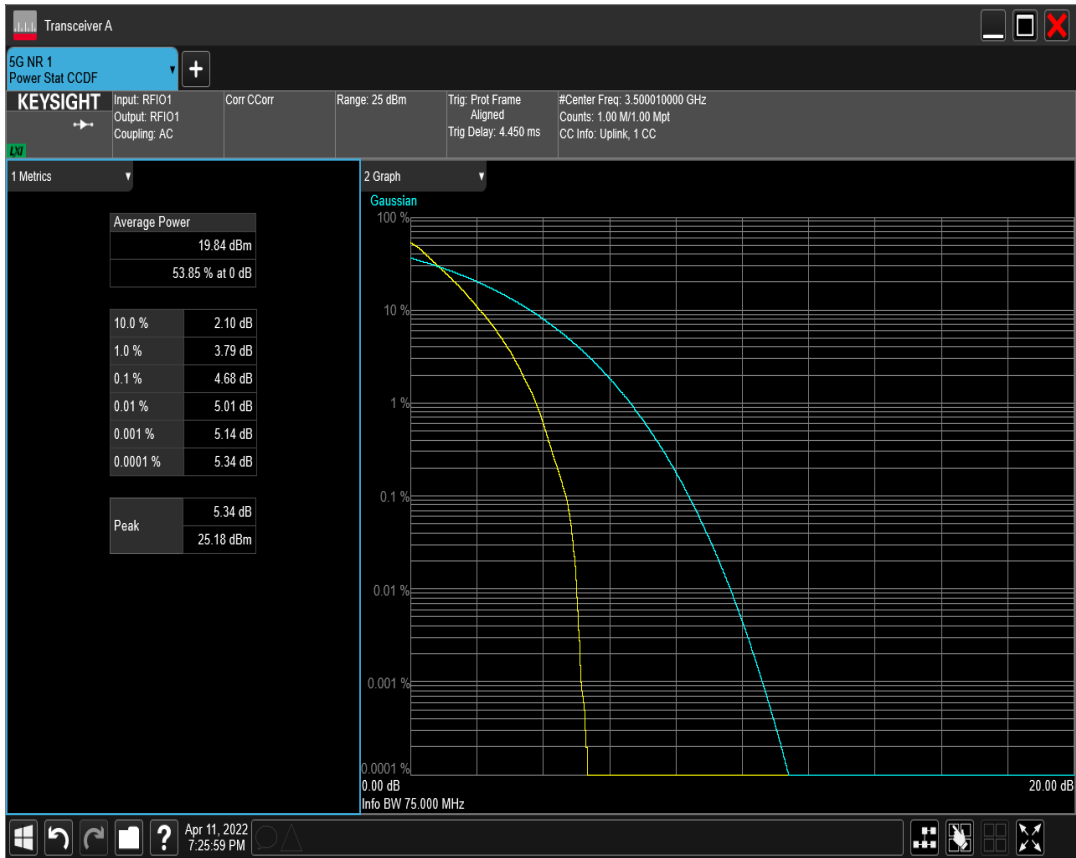 Transceiver A
5G NR 1
Power Stat CCDF
+
KEYSIGHT
LXI
Input: RFIO1
Output: RFIO1
Coupling: AC
Corr CCorr
Range: 25 dBm
Trig: Prot Frame
Aligned
Trig Delay: 4.450 ms
#Center Freq: 3.500010000 GHz
Counts: 1.00 M/1.00 Mpt
CC Info: Uplink, 1 CC
1 Metrics
Average Power
19.84 dBm
53.85 % at 0 dB
10.0 % 2.10 dB
1.0 % 3.79 dB
0.1 % 4.68 dB
0.01 % 5.01 dB
0.001 % 5.14 dB
0.0001 % 5.34 dB
Peak
5.34 dB
25.18 dBm
2 Graph
Gaussian
100 %
10 %
1 %
0.1 %
0.01 %
0.001 %
0.0001 %
0.00 dB 20.00 dB
Info BW 75.000 MHz
?
Apr 11, 2022
7:25:59 PM